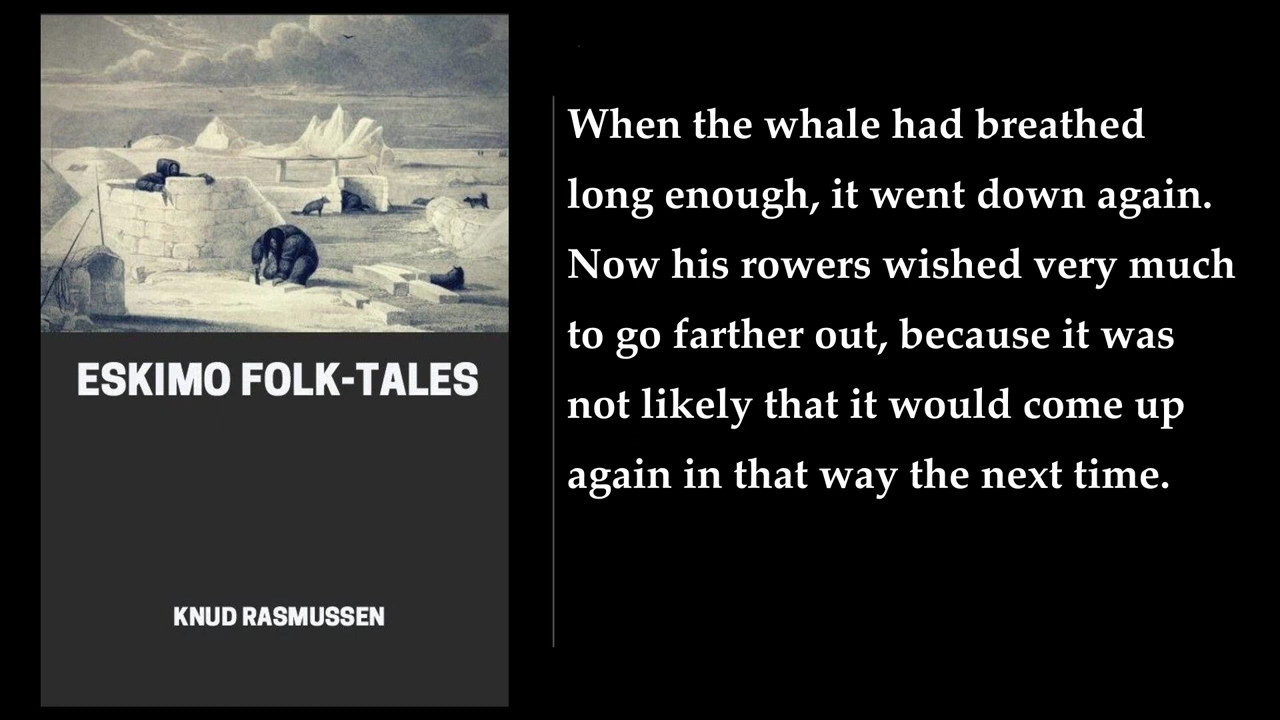 ESKIMO FOLK-TALES
KNUD RASMUSSEN
When the whale had breathed
long enough, it went down again.
Now his rowers wished very much
to go farther out, because it was
not likely that it would come up
again in that way the next time.